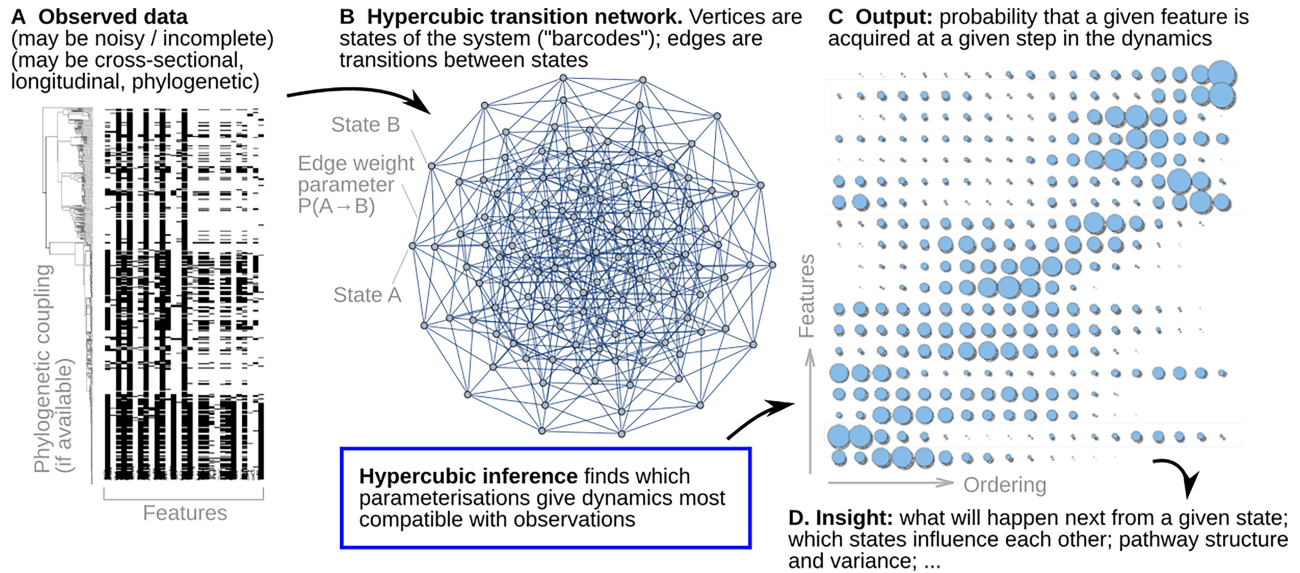 A Observed data
(may be noisy / incomplete)
(may be cross-sectional,
longitudinal, phylogenetic)
Phylogenetic coupling
(if available)
Features
B Hypercubic transition network. Vertices are
states of the system ("barcodes"); edges are
transitions between states
State B
Edge weight
parameter
P(A→B)
State A
Hypercubic inference finds which
parameterisations give dynamics most
compatible with observations
C Output: probability that a given feature is
acquired at a given step in the dynamics
Features
Ordering
D. Insight: what will happen next from a given state;
which states influence each other; pathway structure
and variance; ...